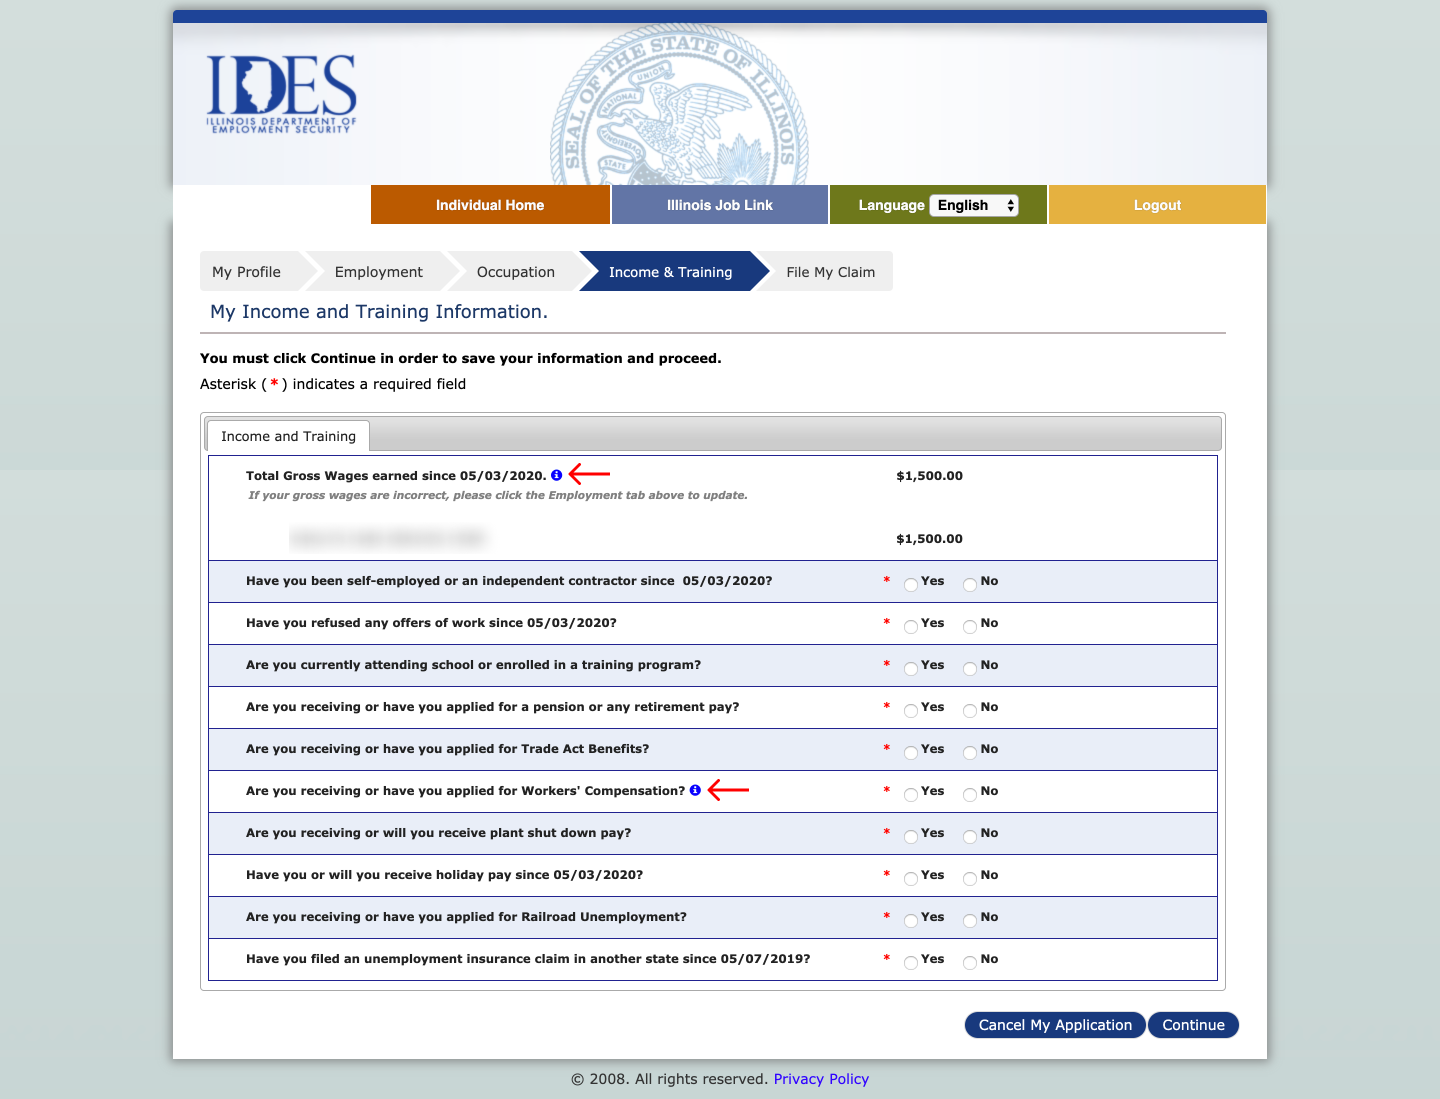 IDES
ILLINOIS DEPARTMENT OF
EMPLOYMENT SECURITY
SEAL OF THE STATE OF ILLINOIS
STATE
SOVEREIGNTY
NATIONAL
UNION
Individual Home
Illinois Job Link
Language English
Logout
My Profile
Employment
Occupation
Income & Training
File My Claim
My Income and Training Information.
You must click Continue in order to save your information and proceed.
Asterisk ( * ) indicates a required field
Income and Training
Total Gross Wages earned since 05/03/2020. $1,500.00
If your gross wages are incorrect, please click the Employment tab above to update.
$1,500.00
Have you been self-employed or an independent contractor since 05/03/2020? * Yes No
Have you refused any offers of work since 05/03/2020? * Yes No
Are you currently attending school or enrolled in a training program? * Yes No
Are you receiving or have you applied for a pension or any retirement pay? * Yes No
Are you receiving or have you applied for Trade Act Benefits? * Yes No
Are you receiving or have you applied for Workers' Compensation? * Yes No
Are you receiving or will you receive plant shut down pay? * Yes No
Have you or will you receive holiday pay since 05/03/2020? * Yes No
Are you receiving or have you applied for Railroad Unemployment? * Yes No
Have you filed an unemployment insurance claim in another state since 05/07/2019? * Yes No
Cancel My Application
Continue
© 2008. All rights reserved. Privacy Policy